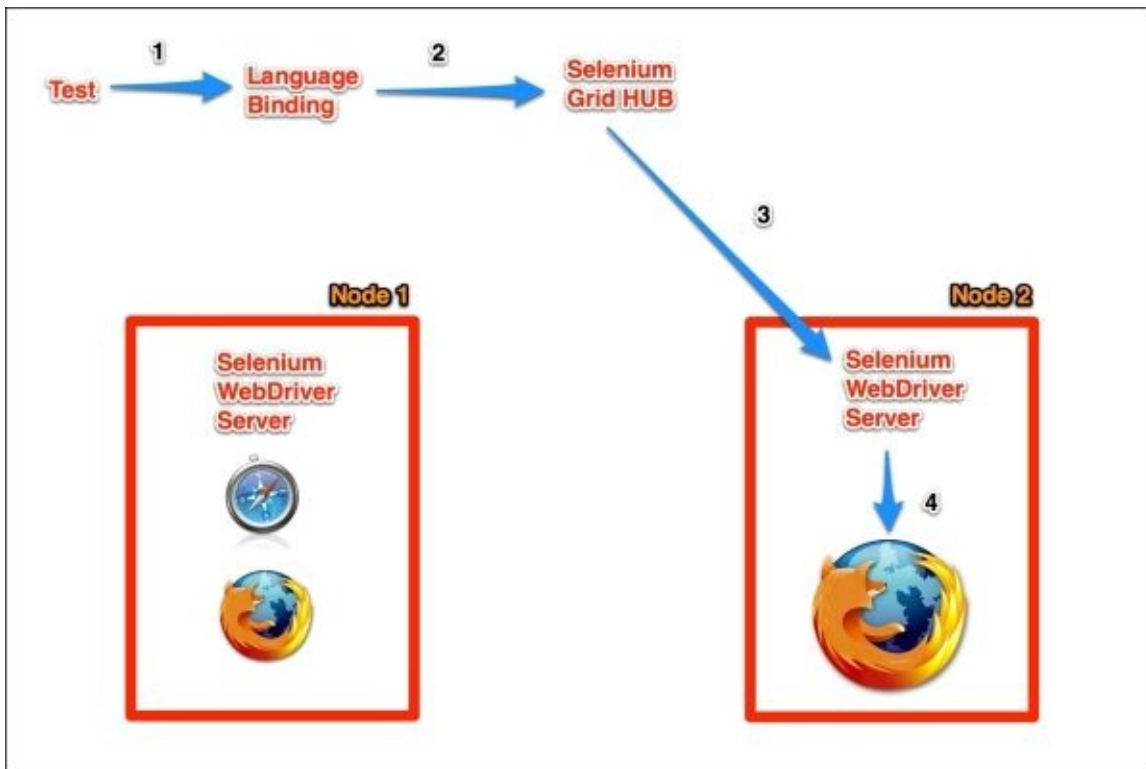 1
2
Test
Language
Binding
Selenium
Grid HUB
3
Node 1
Node 2
Selenium
WebDriver
Server
Selenium
WebDriver
Server
4